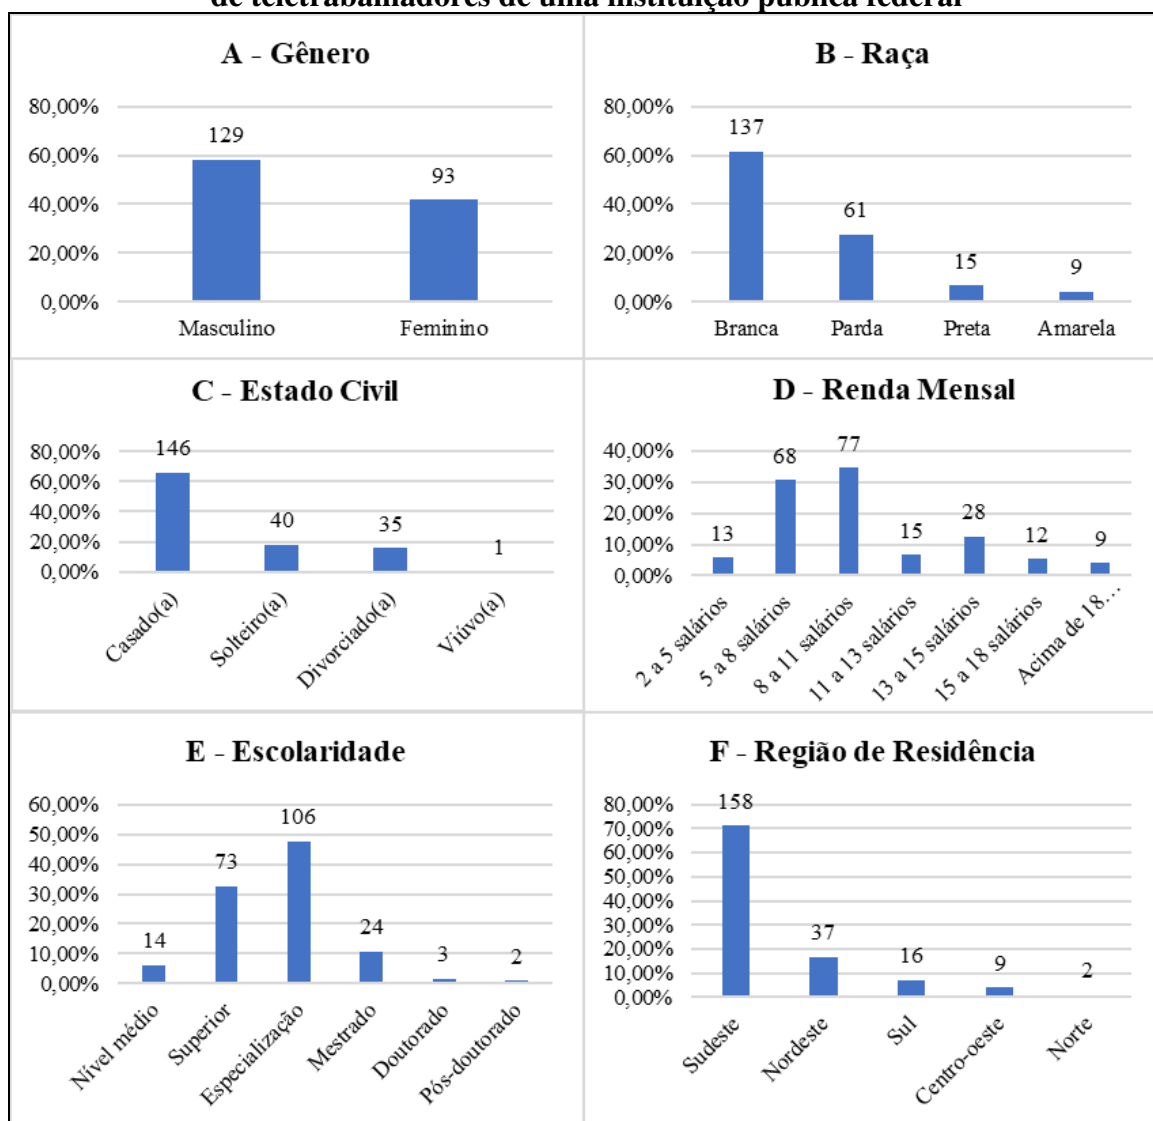 de teletrabalhadores de uma instituição pública federal
A - Gênero
80,00%
60,00%
40,00%
20,00%
0,00%
129
93
Masculino Feminino
B - Raça
80,00%
60,00%
40,00%
20,00%
0,00%
137
61
15
9
Branca Parda Preta Amarela
C - Estado Civil
80,00%
60,00%
40,00%
20,00%
0,00%
146
40
35
1
Casado(a)
Solteiro(a)
Divorciado(a)
Viúvo(a)
D - Renda Mensal
40,00%
30,00%
20,00%
10,00%
0,00%
13
68
77
15
28
12
9
2 a 5 salários
5 a 8 salários
8 a 11 salários
11 a 13 salários
13 a 15 salários
15 a 18 salários
Acima de 18...
E - Escolaridade
60,00%
50,00%
40,00%
30,00%
20,00%
10,00%
0,00%
14
73
106
24
3
2
Nível médio
Superior
Especialização
Mestrado
Doutorado
Pós-doutorado
F - Região de Residência
80,00%
70,00%
60,00%
50,00%
40,00%
30,00%
20,00%
10,00%
0,00%
158
37
16
9
2
Sudeste
Nordeste
Sul
Centro-oeste
Norte